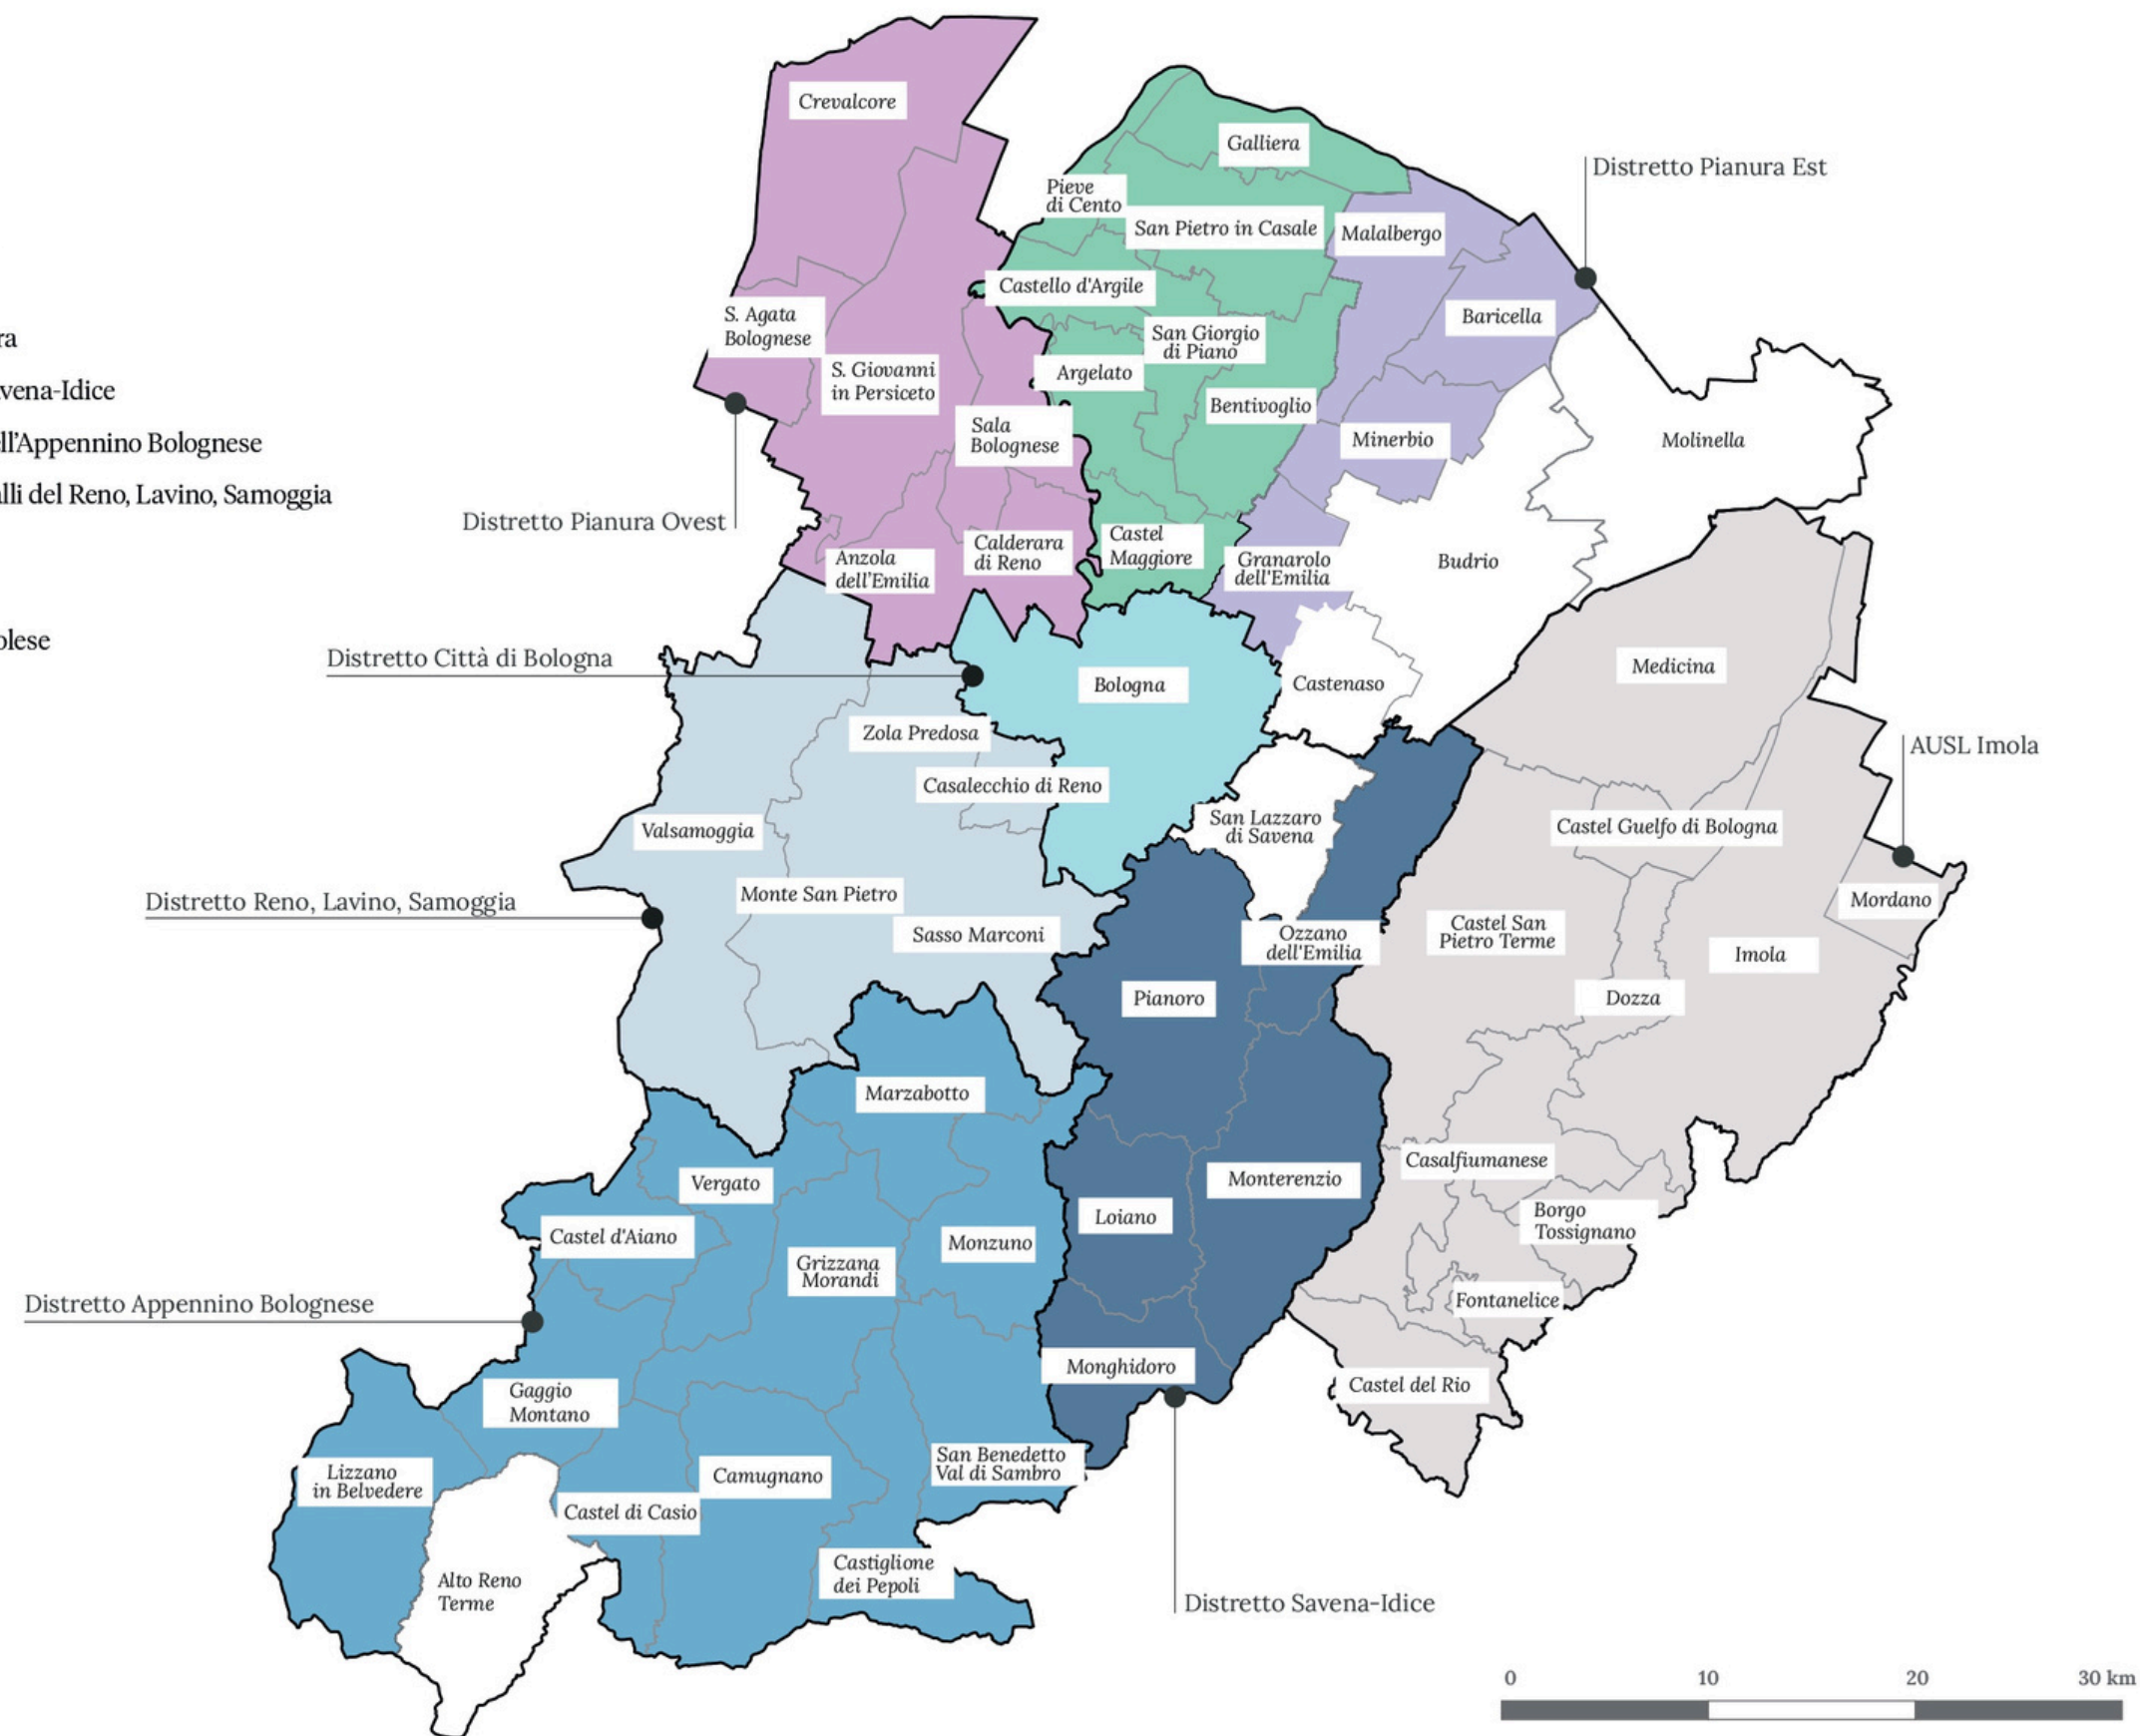 Crevalcore
Galliera
Distretto Pianura Est
Pieve
di Cento
San Pietro in Casale
Malalbergo
Castello d'Argile
S. Agata
Bolognese
Baricella
ra
San Giorgio
di Piano
S. Giovanni
in Persiceto
Argelato
vena-Idice
Bentivoglio
Sala
Bolognese
Minerbio
Molinella
ell'Appennino Bolognese
alli del Reno, Lavino, Samoggia
Distretto Pianura Ovest
Anzola
dell'Emilia
Calderara
di Reno
Castel
Maggiore
Granarolo
dell'Emilia
Budrio
olese
Distretto Città di Bologna
Bologna
Castenaso
Medicina
Zola Predosa
AUSL Imola
Casalecchio di Reno
Valsamoggia
San Lazzaro
di Savena
Castel Guelfo di Bologna
Distretto Reno, Lavino, Samoggia
Monte San Pietro
Mordano
Sasso Marconi
Ozzano
dell'Emilia
Castel San
Pietro Terme
Imola
Pianoro
Dozza
Marzabotto
Vergato
Monterenzio
Casalfiumanese
Castel d'Aiano
Loiano
Borgo
Tossignano
Monzuno
Grizzana
Morandi
Distretto Appennino Bolognese
Fontanelice
Monghidoro
Castel del Rio
Gaggio
Montano
Lizzano
in Belvedere
Camugnano
San Benedetto
Val di Sambro
Castel di Casio
Castiglione
dei Pepoli
Alto Reno
Terme
Distretto Savena-Idice
0 10 20 30 km